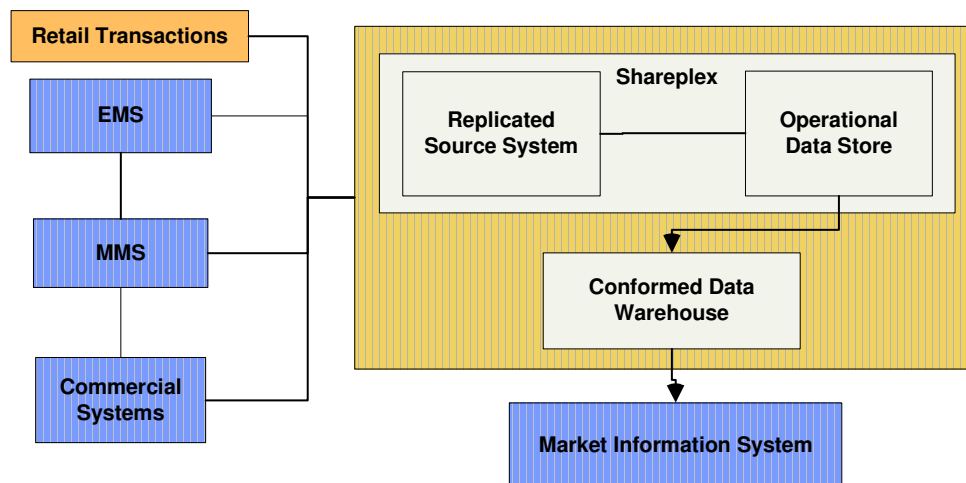 Retail Transactions
EMS
MMS
Commercial
Systems
Shareplex
Replicated
Source System
Operational
Data Store
Conformed Data
Warehouse
Market Information System